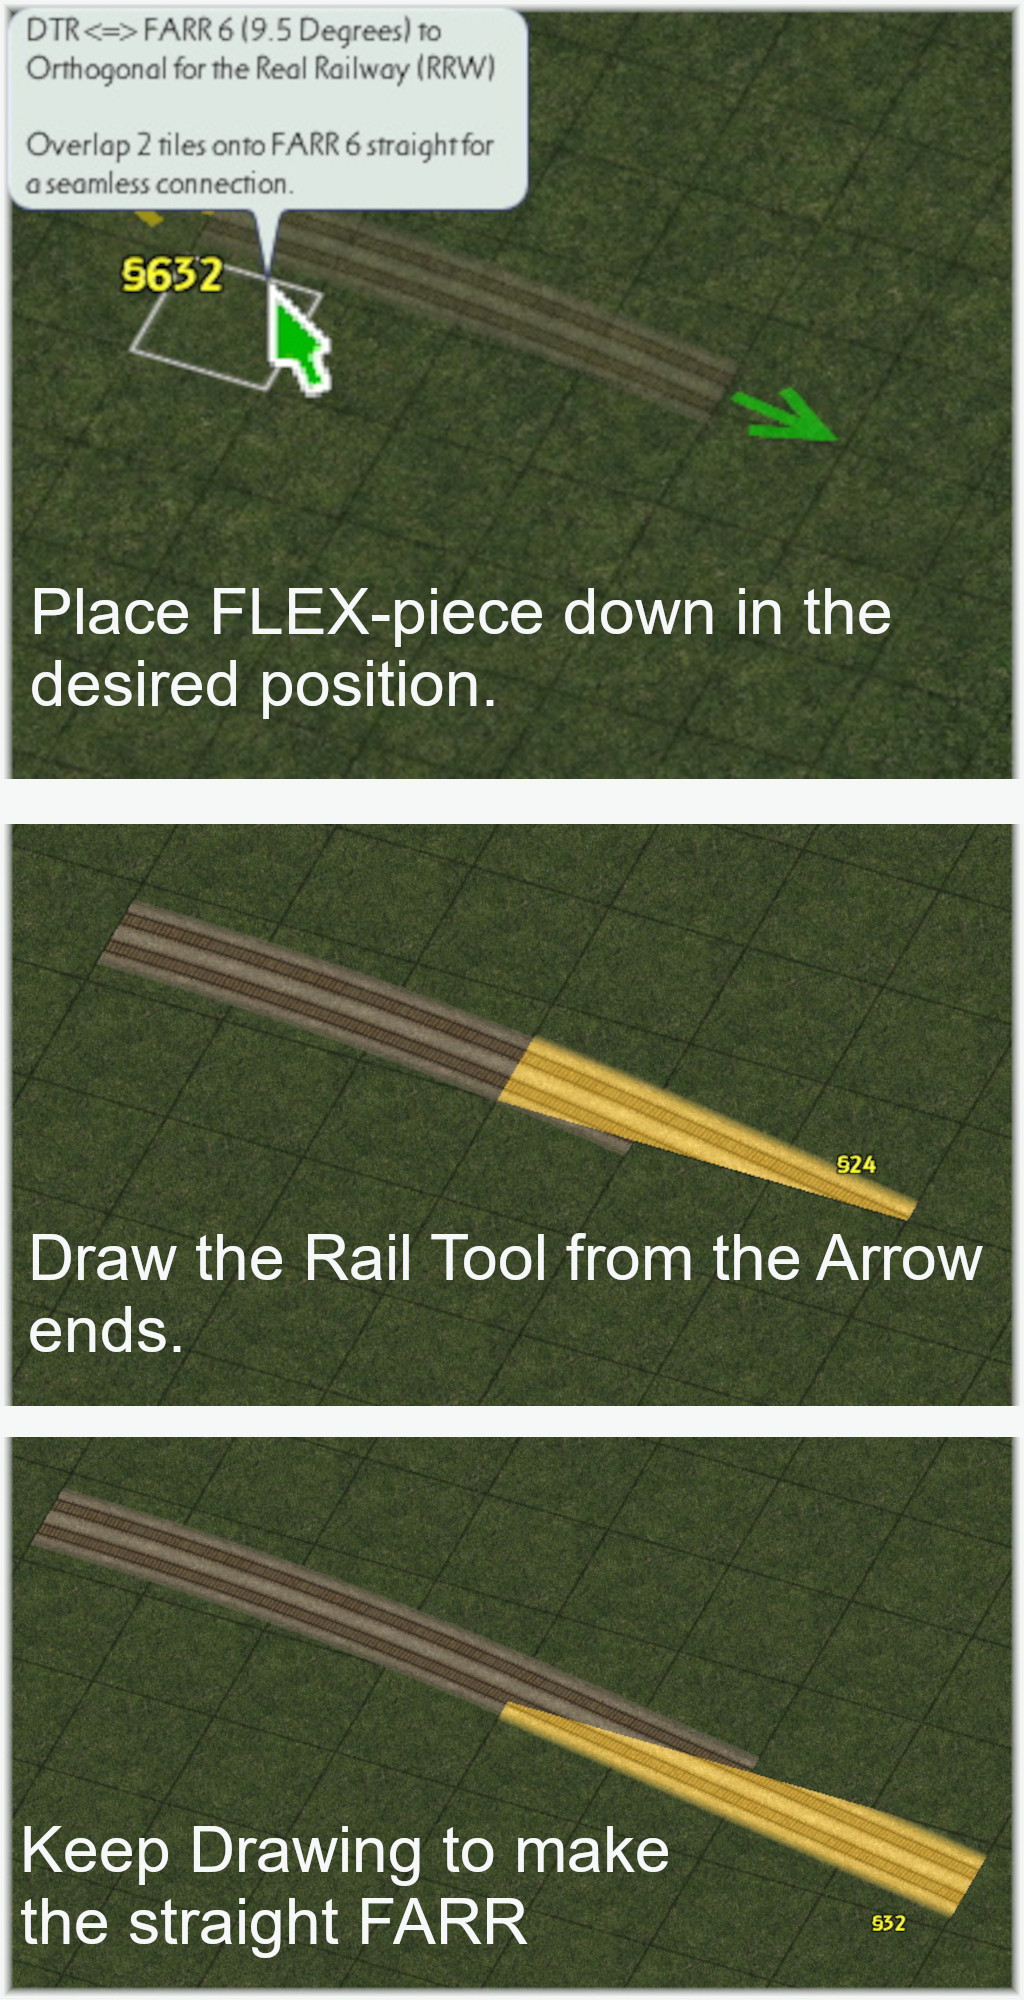 DTR<=> FARR 6 (9.5 Degrees) to
Orthogonal for the Real Railway (RRW)
Overlap 2 tiles onto FARR 6 straight for
a seamless connection.
§632
Place FLEX-piece down in the
desired position.
§24
Draw the Rail Tool from the Arrow
ends.
Keep Drawing to make
the straight FARR
§32